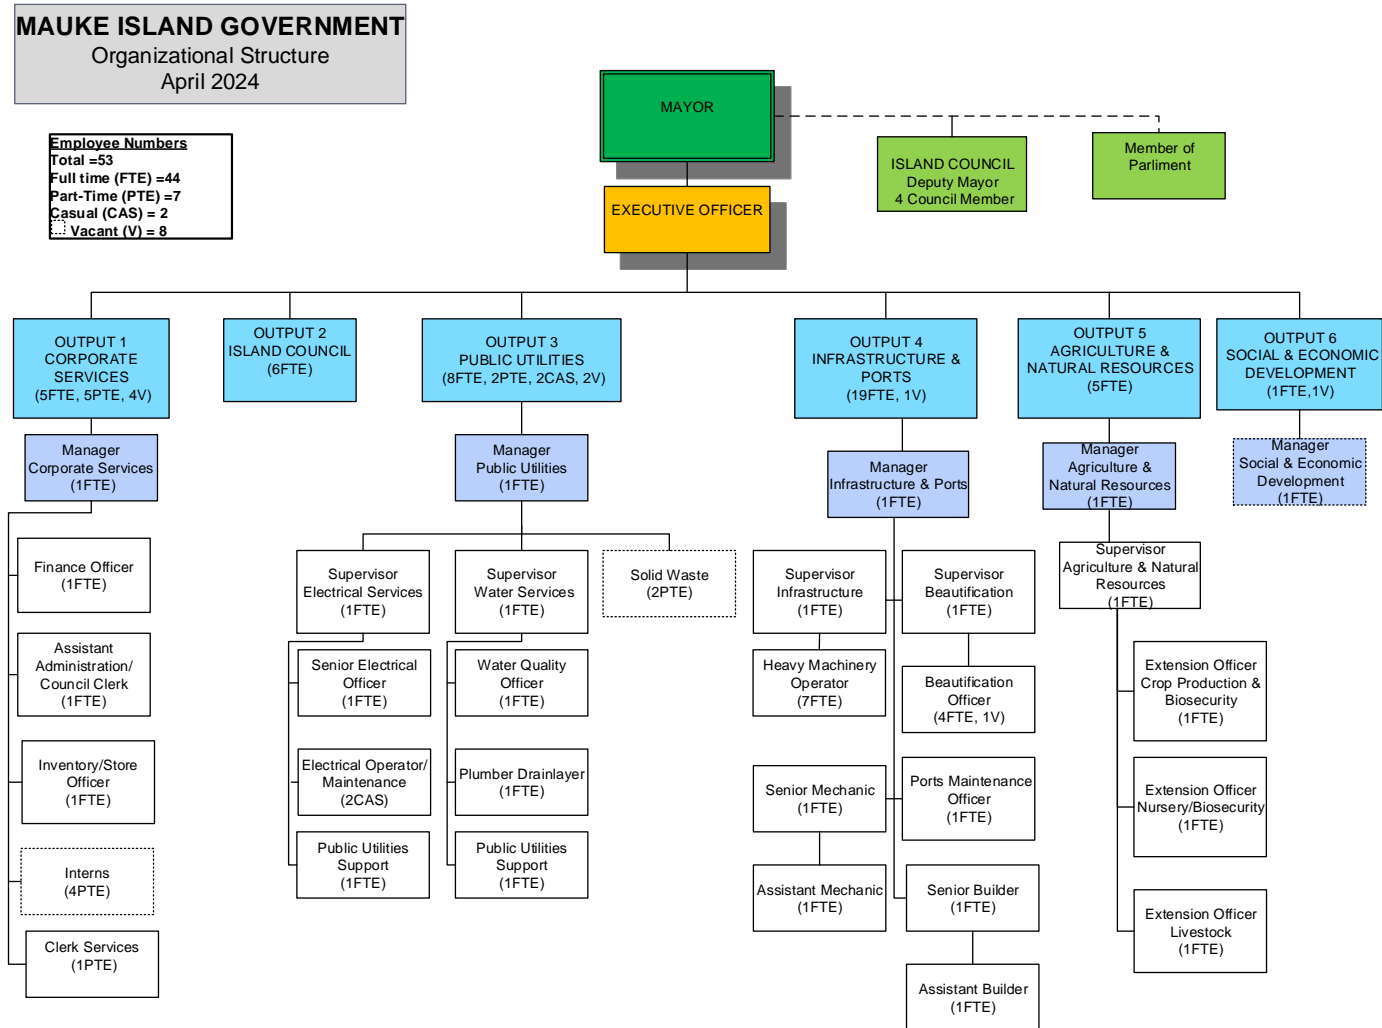 MAUKE ISLAND GOVERNMENT
Organizational Structure
April 2024
Employee Numbers
Total =53
Full time (FTE) =44
Part-Time (PTE) =7
Casual (CAS) = 2
Vacant (V) = 8
MAYOR
ISLAND COUNCIL
Deputy Mayor
4 Council Member
Member of
Parliment
EXECUTIVE OFFICER
OUTPUT 1
CORPORATE
SERVICES
(5FTE, 5PTE, 4V)
OUTPUT 2
ISLAND COUNCIL
(6FTE)
OUTPUT 3
PUBLIC UTILITIES
(8FTE, 2PTE, 2CAS, 2V)
OUTPUT 4
INFRASTRUCTURE &
PORTS
(19FTE, 1V)
OUTPUT 5
AGRICULTURE &
NATURAL RESOURCES
(5FTE)
OUTPUT 6
SOCIAL & ECONOMIC
DEVELOPMENT
(1FTE,1V)
Manager
Corporate Services
(1FTE)
Manager
Public Utilities
(1FTE)
Manager
Infrastructure & Ports
(1FTE)
Manager
Agriculture &
Natural Resources
(1FTE)
Manager
Social & Economic
Development
(1FTE)
Finance Officer
(1FTE)
Assistant
Administration/
Council Clerk
(1FTE)
Inventory/Store
Officer
(1FTE)
Interns
(4PTE)
Clerk Services
(1PTE)
Supervisor
Electrical Services
(1FTE)
Senior Electrical
Officer
(1FTE)
Electrical Operator/
Maintenance
(2CAS)
Public Utilities
Support
(1FTE)
Supervisor
Water Services
(1FTE)
Water Quality
Officer
(1FTE)
Plumber Drainlayer
(1FTE)
Public Utilities
Support
(1FTE)
Solid Waste
(2PTE)
Supervisor
Infrastructure
(1FTE)
Heavy Machinery
Operator
(7FTE)
Senior Mechanic
(1FTE)
Assistant Mechanic
(1FTE)
Supervisor
Beautification
(1FTE)
Beautification
Officer
(4FTE, 1V)
Ports Maintenance
Officer
(1FTE)
Senior Builder
(1FTE)
Assistant Builder
(1FTE)
Supervisor
Agriculture & Natural
Resources
(1FTE)
Extension Officer
Crop Production &
Biosecurity
(1FTE)
Extension Officer
Nursery/Biosecurity
(1FTE)
Extension Officer
Livestock
(1FTE)